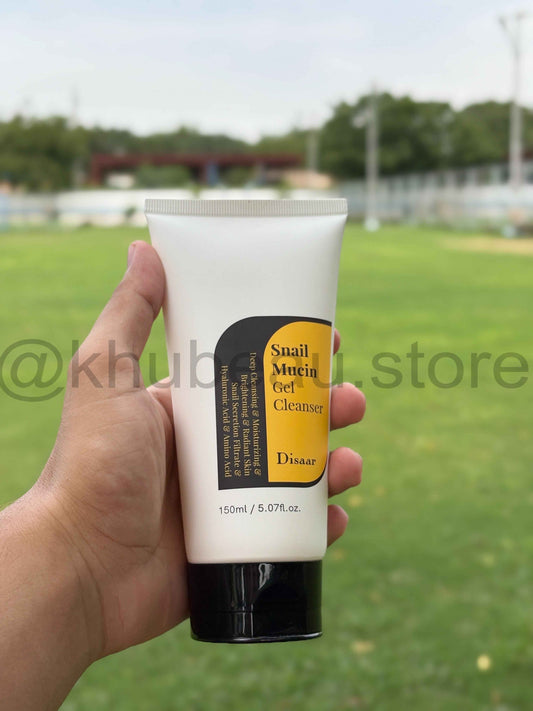 @khubeau.store
Snail
Mucin
Gel
Cleanser
Disaar
Deep Cleansing & Moisturizing &
Brightening & Radiant Skin
Snail Secretion Filtrate &
Hyaluronic Acid & Amino Acid
150ml / 5.07fl.oz.